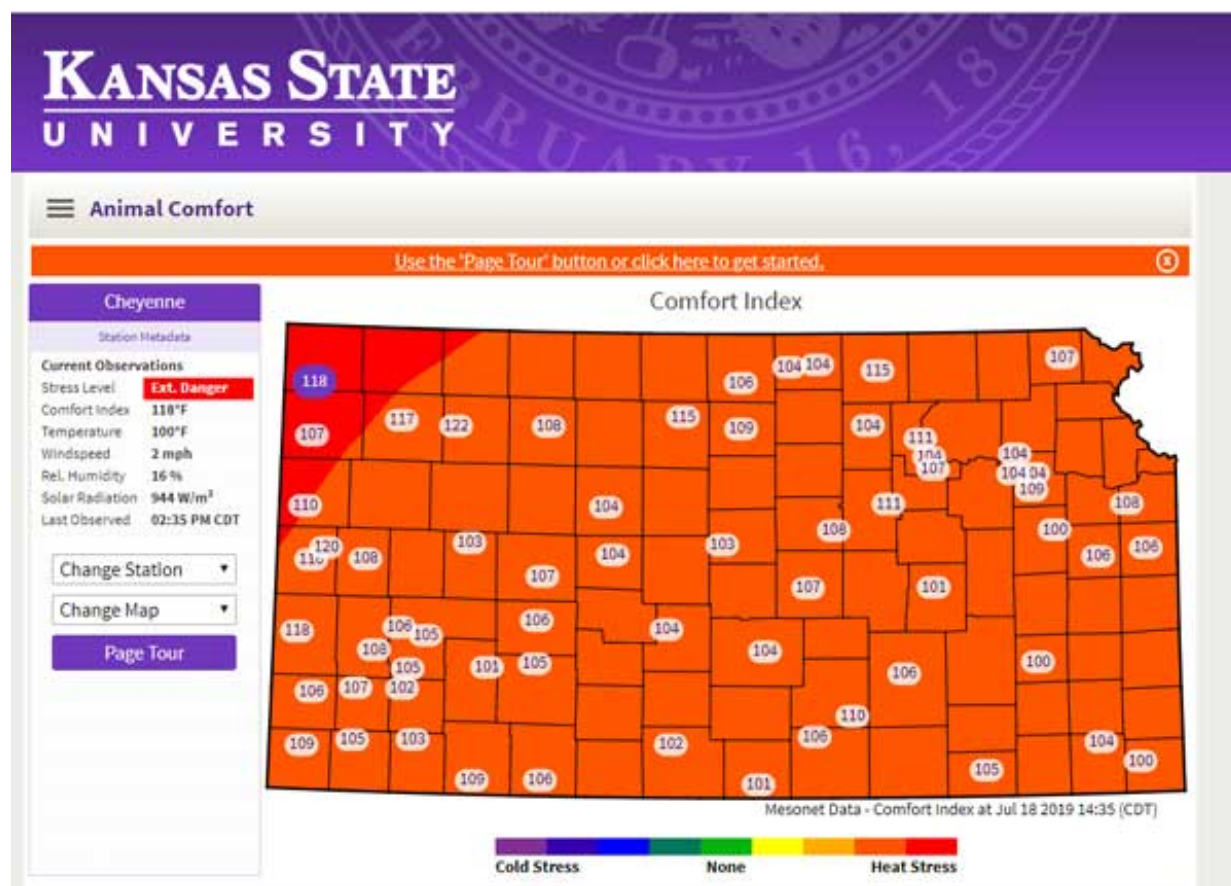 KANSAS STATE
UNIVERSITY
FEBRUARY 16, 186
Animal Comfort
Use the 'Page Tour' button or click here to get started.
Cheyenne
Station Metadata
Current Observations
Stress Level Ext. Danger
Comfort Index 118°F
Temperature 100°F
Windspeed 2 mph
Rel. Humidity 16 %
Solar Radiation 944 W/m²
Last Observed 02:35 PM CDT
Change Station
Change Map
Page Tour
Comfort Index
107
104 104
115
118
106
117
115
122
108
109
104
107
111
104
107
104
104 04
109
110
104
111
108
100
108
103
103
108
120
108
104
106
106
107
107
101
118
106
105
106
104
108
104
105
101
105
100
106
106
107
102
110
109
105
103
102
106
104
100
109
106
101
105
Mesonet Data - Comfort Index at Jul 18 2019 14:35 (CDT)
Cold Stress None Heat Stress